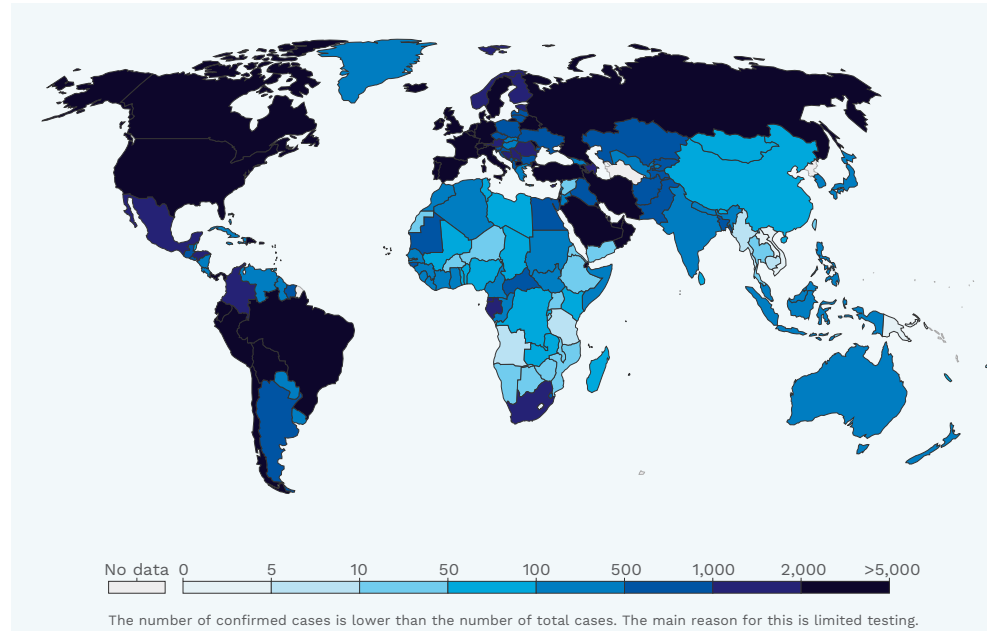 No data 0 5 10 50 100 500 1,000 2,000 >5,000
The number of confirmed cases is lower than the number of total cases. The main reason for this is limited testing.